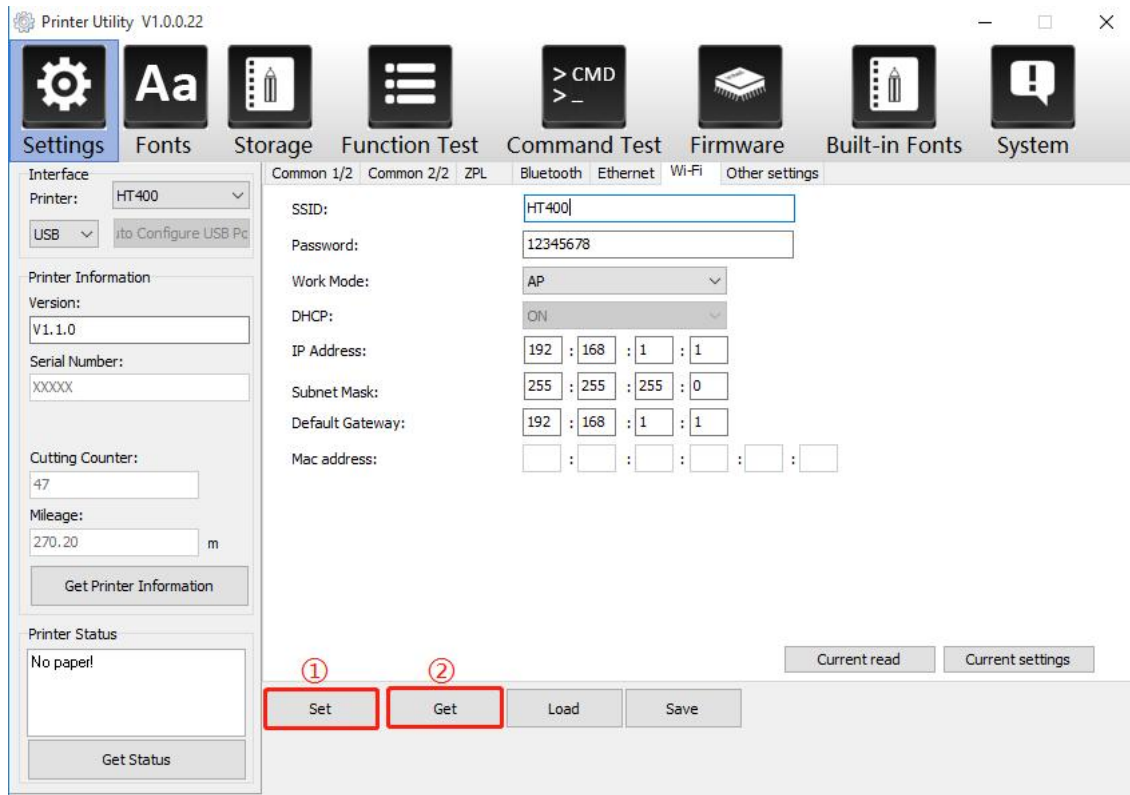 Printer Utility V1.0.0.22
Aa
> CMD
>_
Settings Fonts Storage Function Test Command Test Firmware Built-in Fonts System
Interface
Printer: HT400
USB uto Configure USB Pc
Printer Information
Version:
V1.1.0
Serial Number:
XXXXX
Cutting Counter:
47
Mileage:
270.20 m
Get Printer Information
Printer Status
No paper!
Get Status
Common 1/2 Common 2/2 ZPL Bluetooth Ethernet Wi-Fi Other settings
SSID: HT400
Password: 12345678
Work Mode: AP
DHCP: ON
IP Address: 192 : 168 : 1 : 1
Subnet Mask: 255 : 255 : 255 : 0
Default Gateway: 192 : 168 : 1 : 1
Mac address: : : : : :
Current read Current settings
① ②
Set Get Load Save